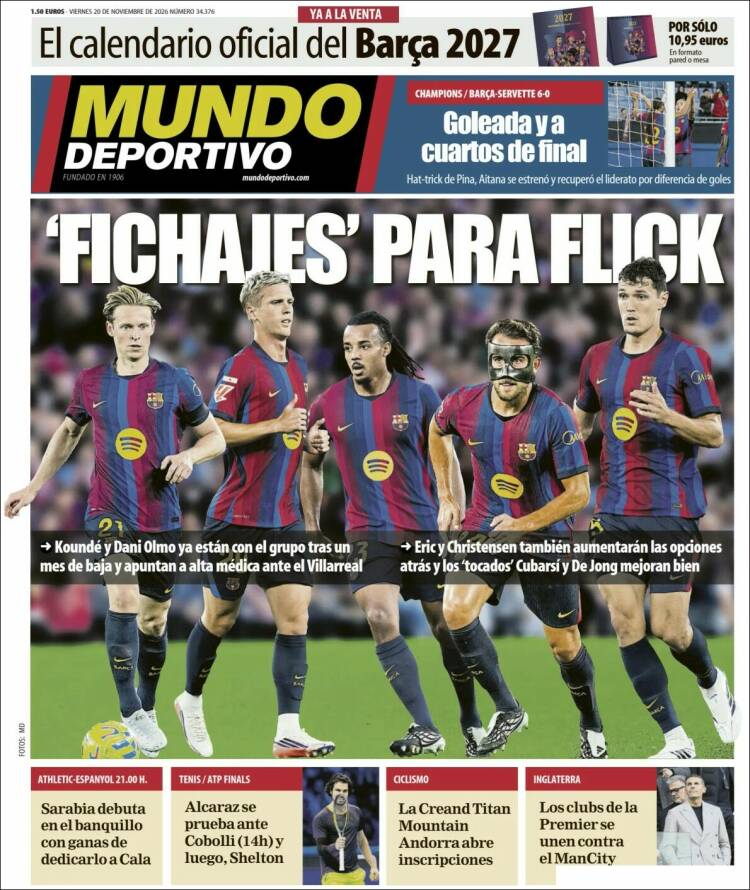 1.50 EUROS · VIERNES 20 DE NOVIEMBRE DE 2026 NÚMERO 34.376
YA A LA VENTA
El calendario oficial del Barça 2027
2027
POR SÓLO
10,95 euros
En formato
pared o mesa
MUNDO
DEPORTIVO
FUNDADO EN 1906
mundodeportivo.com
CHAMPIONS / BARÇA-SERVETTE 6-0
Goleada y a
cuartos de final
Hat-trick de Pina, Aitana se estrenó y recuperó el liderato por diferencia de goles
‘FICHAJES’ PARA FLICK
21
→ Koundé y Dani Olmo ya están con el grupo tras un
mes de baja y apuntan a alta médica ante el Villarreal
→ Eric y Christensen también aumentarán las opciones
atrás y los ‘tocados’ Cubarsí y De Jong mejoran bien
FOTOS: MD
ATHLETIC-ESPANYOL 21.00 H.
Sarabia debuta
en el banquillo
con ganas de
dedicarlo a Cala
TENIS / ATP FINALS
Alcaraz se
prueba ante
Cobolli (14h) y
luego, Shelton
CICLISMO
La Creand Titan
Mountain
Andorra abre
inscripciones
INGLATERRA
Los clubs de la
Premier se
unen contra
el ManCity